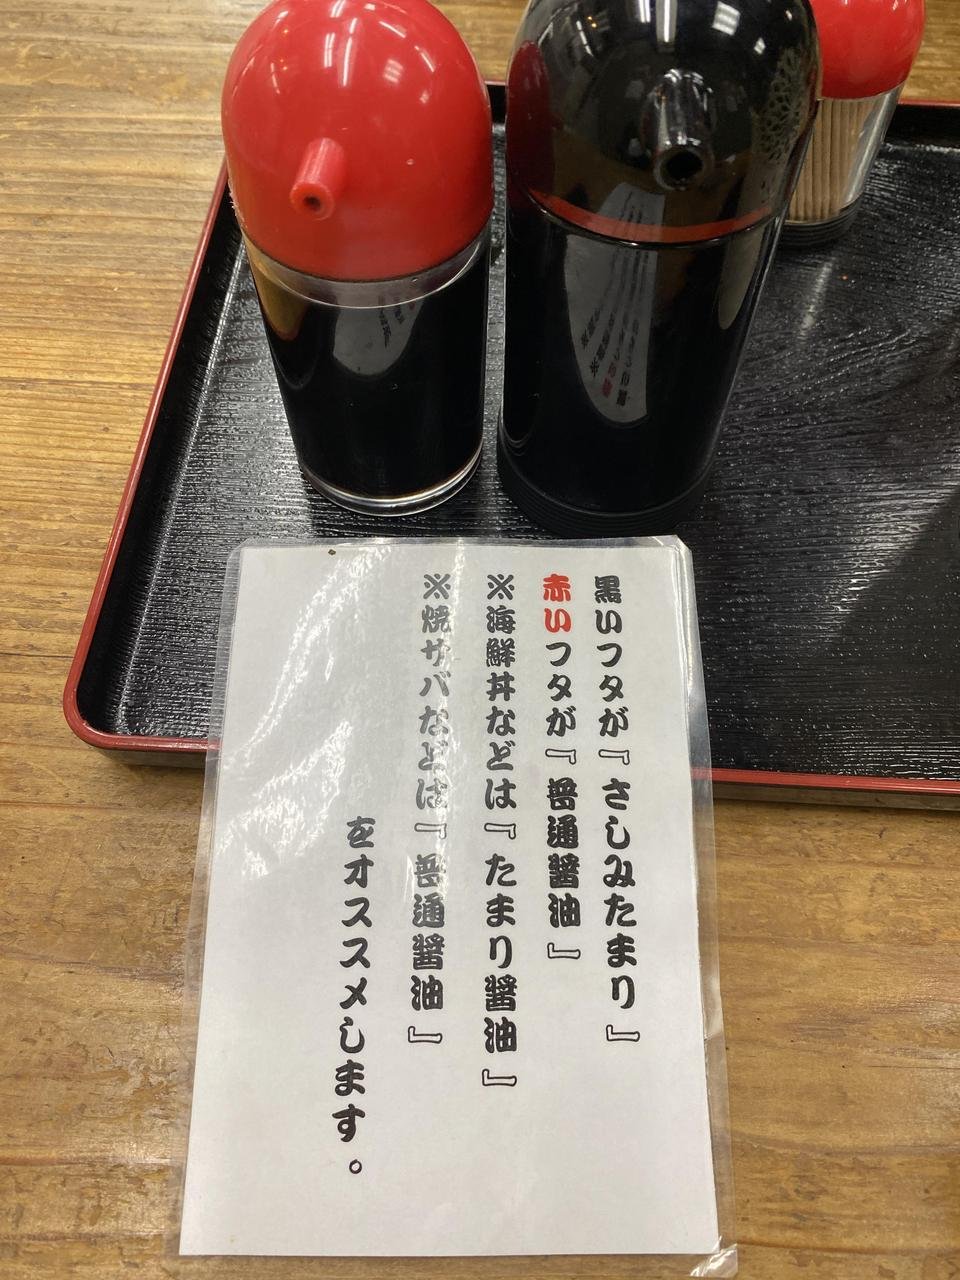 黒いフタが『さしみたまり』
赤いフタが『普通醤油』
※海鮮丼などは『たまり醤油』
※焼サバなどは『普通醤油』
をオススメします。